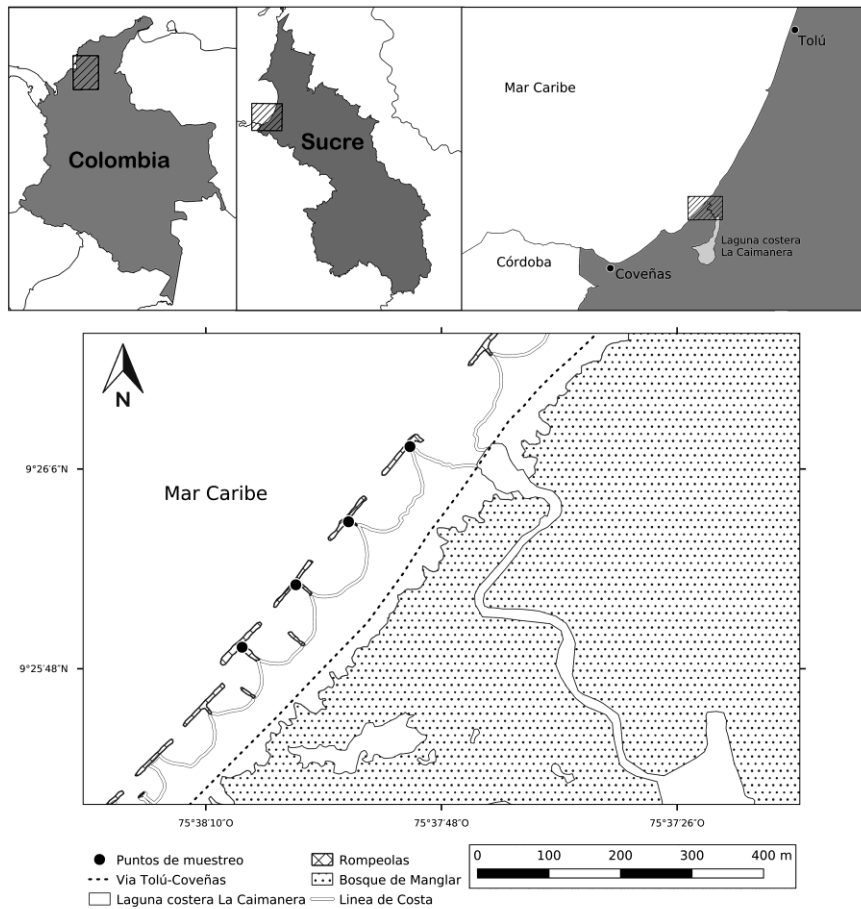 Colombia
Sucre
Tolú
Mar Caribe
Laguna costera
La Caimanera
Córdoba
Coveñas
N
Mar Caribe
9°26'6"N
9°25'48"N
75°38'10"O
75°37'48"O
75°37'26"O
Puntos de muestreo
Via Tolú-Coveñas
Laguna costera La Caimanera
Rompeolas
Bosque de Manglar
Linea de Costa
0 100 200 300 400 m